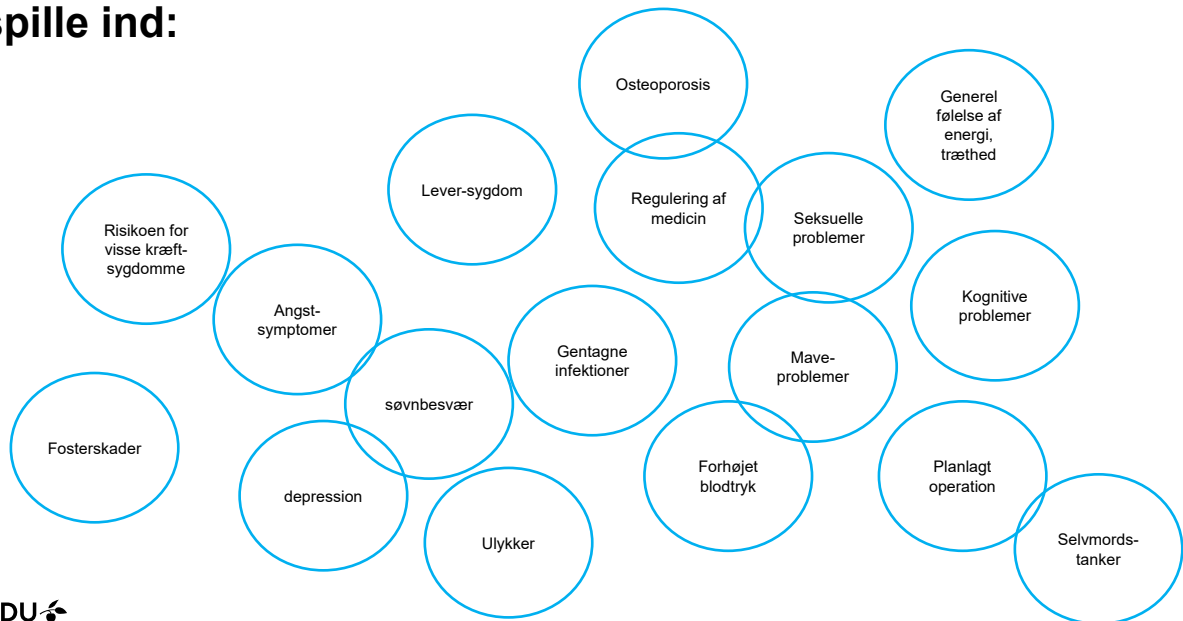 spille ind:
Osteoporosis
Generel
følelse af
energi,
træthed
Lever-sygdom
Regulering af
medicin
Seksuelle
problemer
Risikoen for
visse kræft-
sygdomme
Angst-
symptomer
Kognitive
problemer
Gentagne
infektioner
Mave-
problemer
søvnbesvær
Fosterskader
depression
Forhøjet
blodtryk
Planlagt
operation
Ulykker
Selvmords-
tanker
DU